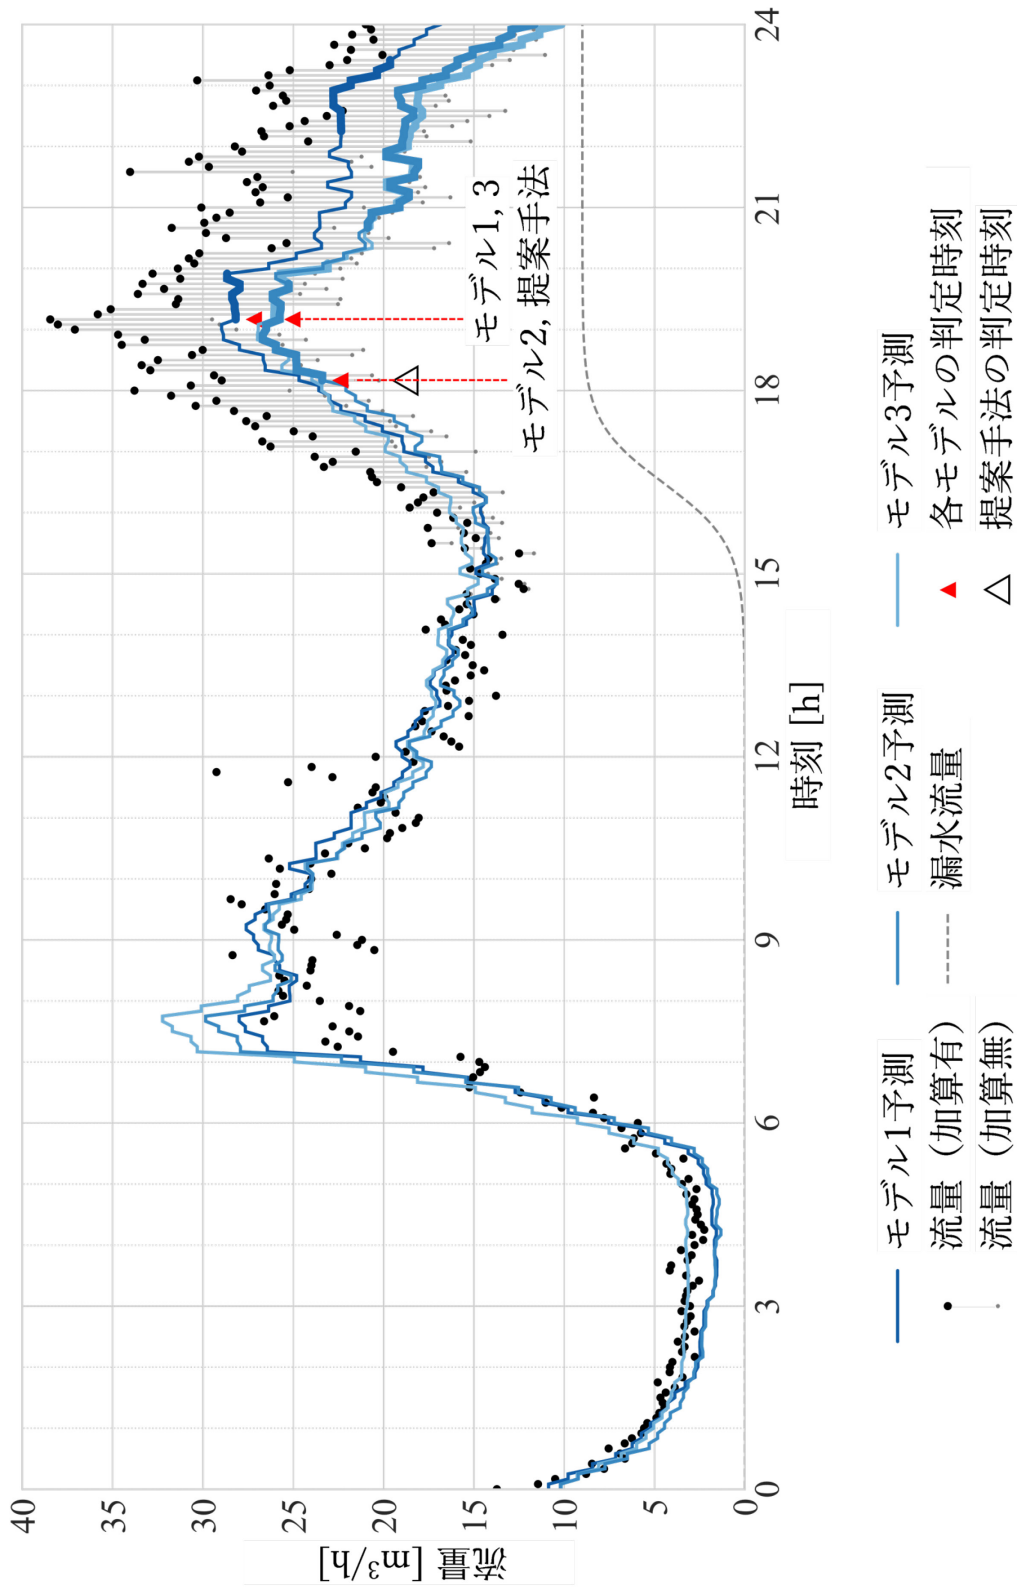 流量 [m³/h]
40
35
30
25
20
15
10
5
0
モデル1, 3
モデル2, 提案手法
0
3
6
9
12
15
18
21
24
時刻 [h]
モデル1予測
モデル2予測
モデル3予測
流量（加算有）
漏水流量
各モデルの判定時刻
流量（加算無）
提案手法の判定時刻